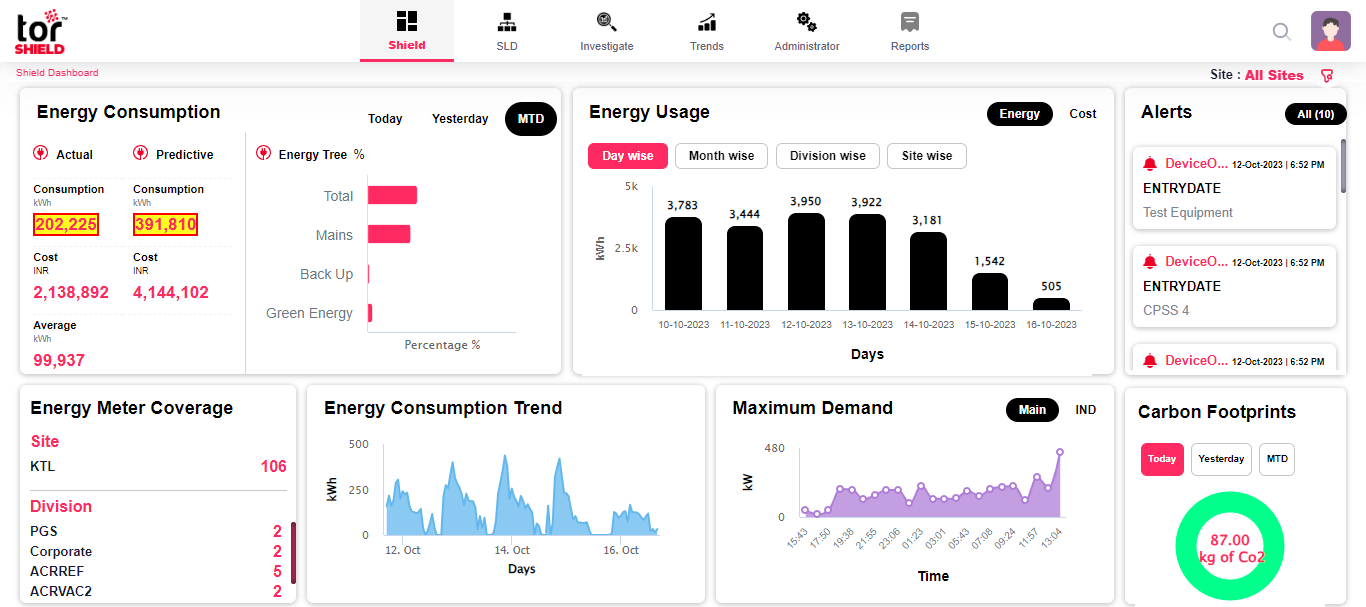 tor™
SHIELD
Shield
SLD
Investigate
Trends
Administrator
Reports
Shield Dashboard
Site : All Sites
Energy Consumption
Today
Yesterday
MTD
Actual
Predictive
Energy Tree %
Consumption
kWh
202,225
Consumption
kWh
391,810
Cost
INR
2,138,892
Cost
INR
4,144,102
Average
kWh
99,937
Total
Mains
Back Up
Green Energy
Percentage %
Energy Usage
Energy
Cost
Day wise
Month wise
Division wise
Site wise
5k
2.5k
0
kWh
3,783
3,444
3,950
3,922
3,181
1,542
505
10-10-2023
11-10-2023
12-10-2023
13-10-2023
14-10-2023
15-10-2023
16-10-2023
Days
Alerts
All (10)
DeviceO... 12-Oct-2023 | 6:52 PM
ENTRYDATE
Test Equipment
DeviceO... 12-Oct-2023 | 6:52 PM
ENTRYDATE
CPSS 4
DeviceO... 12-Oct-2023 | 6:52 PM
Energy Meter Coverage
Site
KTL 106
Division
PGS 2
Corporate 2
ACRREF 5
ACRVAC2 2
Energy Consumption Trend
kWh
500
250
0
12. Oct
14. Oct
16. Oct
Days
Maximum Demand
Main
IND
kW
480
0
15:43
17:50
19:38
21:55
23:06
01:23
03:01
05:43
07:08
09:24
11:57
13:04
Time
Carbon Footprints
Today
Yesterday
MTD
87.00
kg of Co2